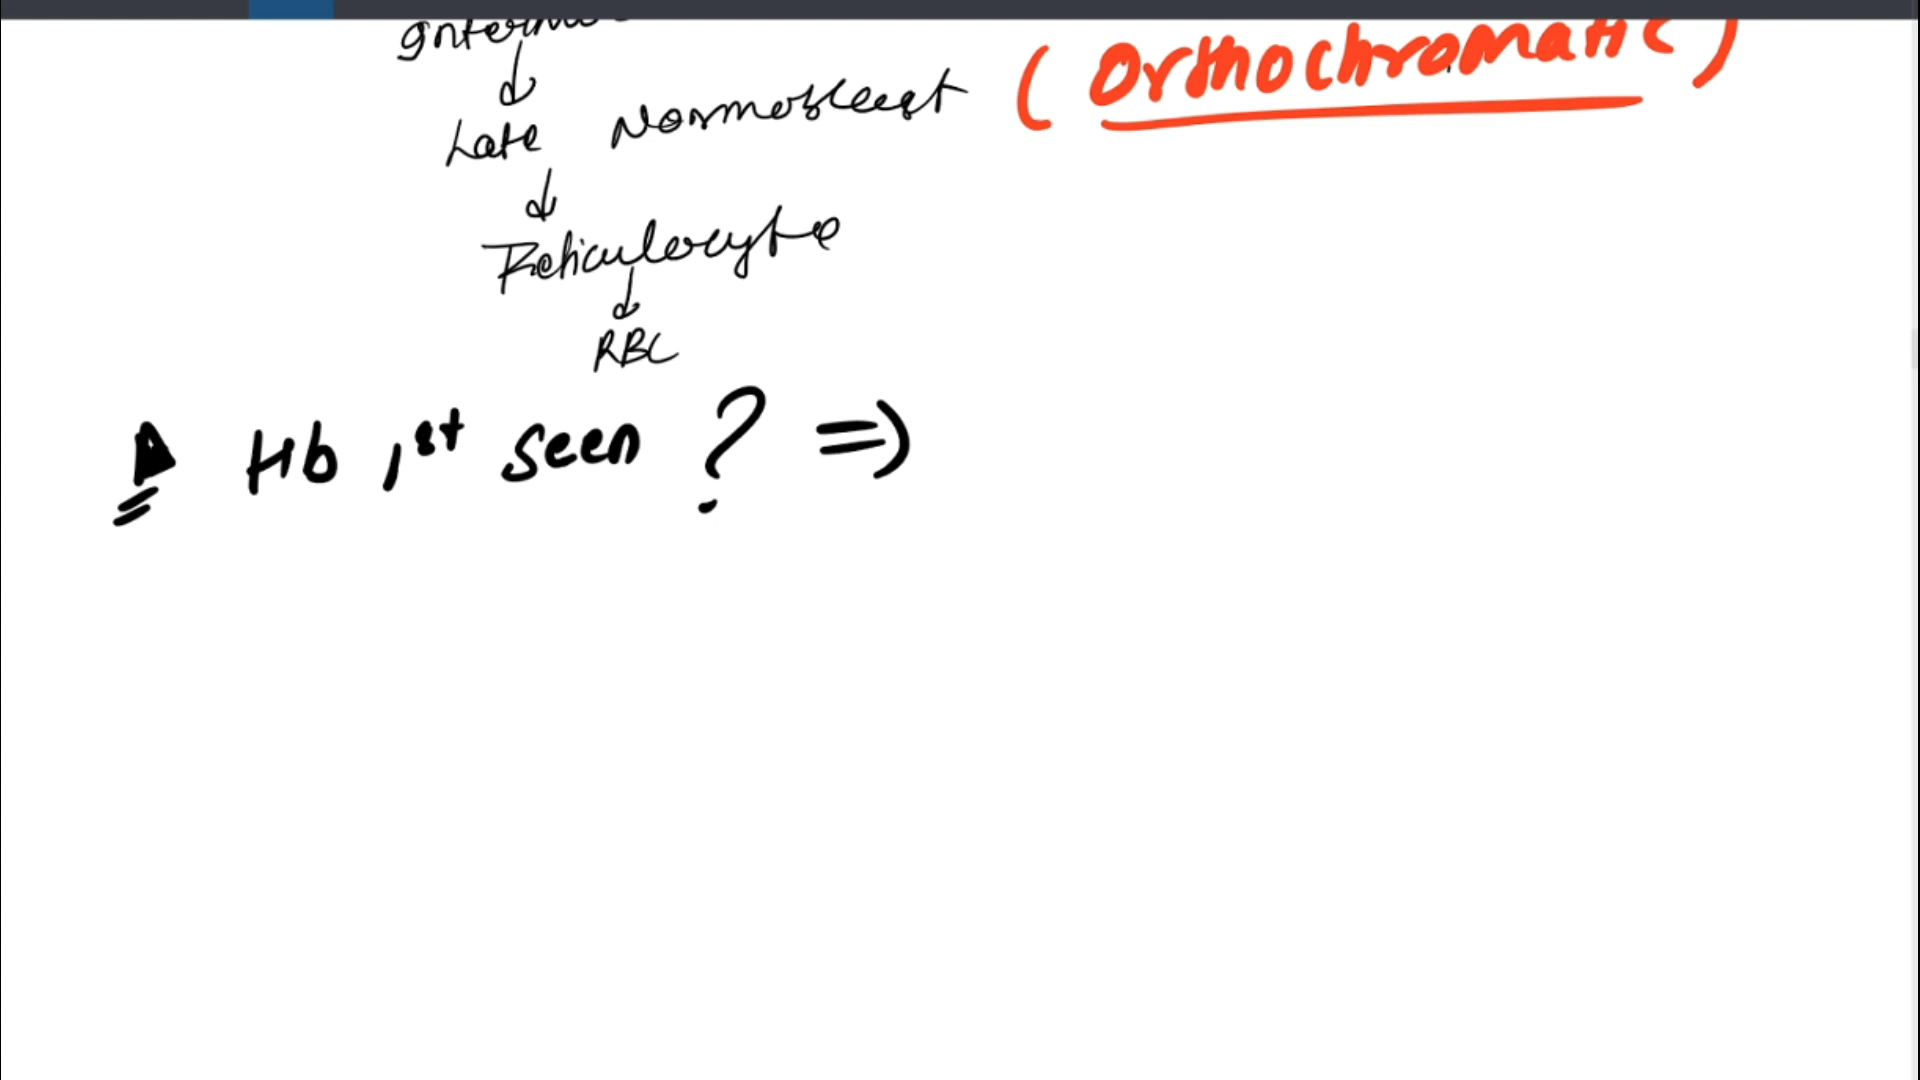 Late Normoblast (Orthochromatic)
Reticulocyte
RBC
Hb 1st seen ? =>